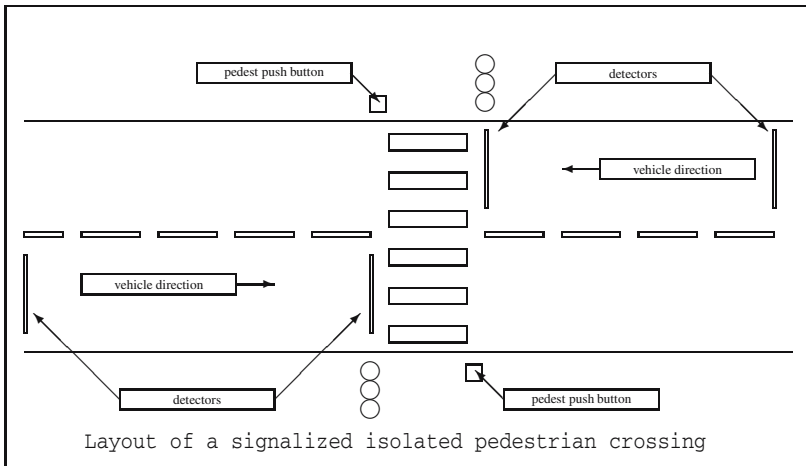 pedest push button
detectors
vehicle direction
vehicle direction
detectors
pedest push button
Layout of a signalized isolated pedestrian crossing